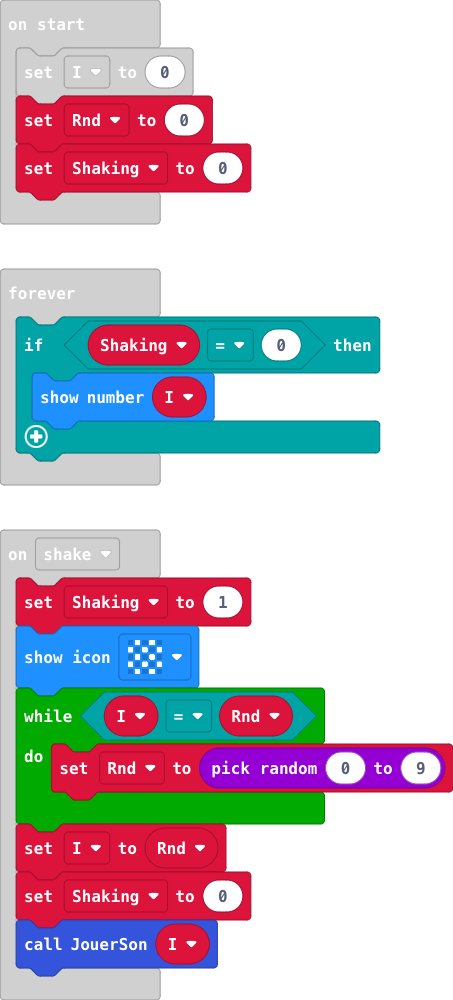 on start
set I to 0
set Rnd to 0
set Shaking to 0
forever
if Shaking = 0 then
show number I
on shake
set Shaking to 1
show icon
while I = Rnd
do set Rnd to pick random 0 to 9
set I to Rnd
set Shaking to 0
call JouerSon I